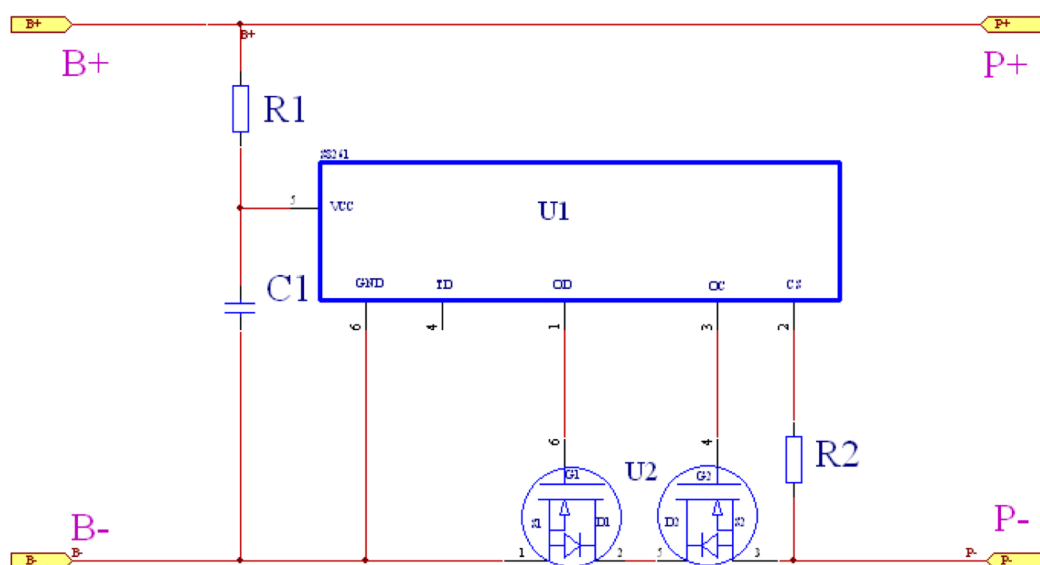 B+
P+
B+
B+
P+
R1
S8241
5
VCC
U1
C1
GND
TD
OD
OC
CS
6
4
1
3
2
R2
6
4
G1
U2
G2
S1
D1
D2
S2
B-
P-
B-
B-
1
2
5
3
P-
P-